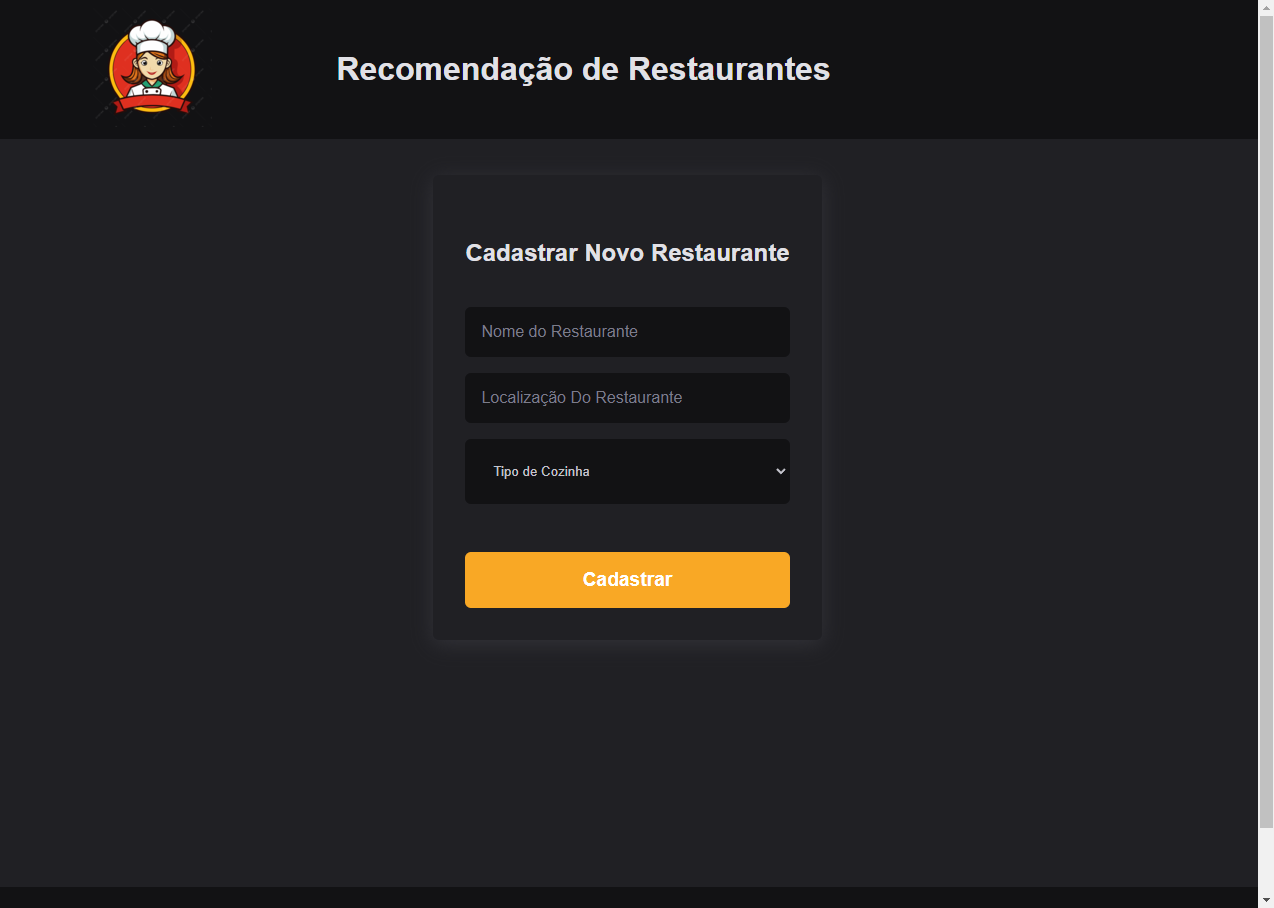 Recomendação de Restaurantes
Cadastrar Novo Restaurante
Nome do Restaurante
Localização Do Restaurante
Tipo de Cozinha
Cadastrar